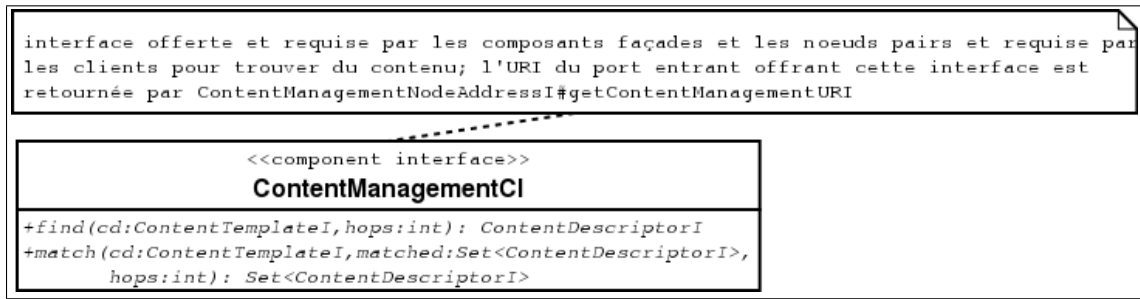 interface offerte et requise par les composants façades et les noeuds pairs et requise par
les clients pour trouver du contenu; l'URI du port entrant offrant cette interface est
retournée par ContentManagementNodeAddressI#getContentManagementURI
<<component interface>>
ContentManagementCI
+find(cd:ContentTemplateI,hops:int): ContentDescriptorI
+match(cd:ContentTemplateI,matched:Set<ContentDescriptorI>,
hops:int): Set<ContentDescriptorI>